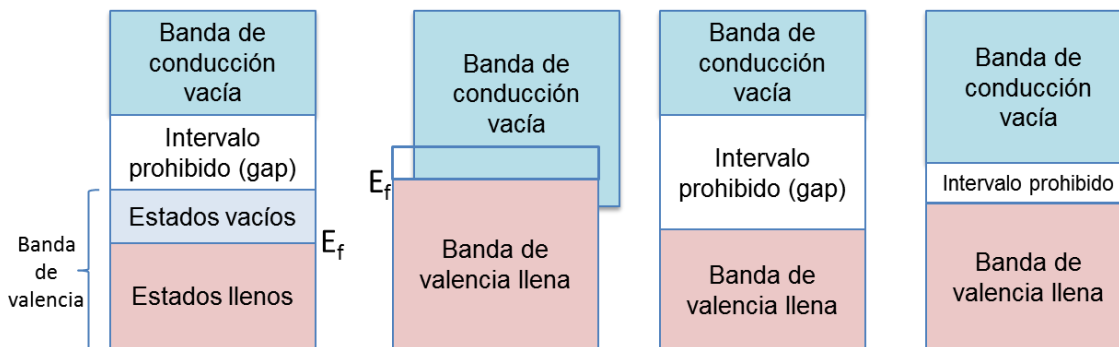 Banda de
conducción
vacía
Intervalo
prohibido (gap)
Estados vacíos
Estados llenos
Banda
de
valencia
E_f
Banda de
conducción
vacía
E_f
Banda de
valencia llena
Banda de
conducción
vacía
Intervalo
prohibido (gap)
Banda de
valencia llena
Banda de
conducción
vacía
Intervalo prohibido
Banda de
valencia llena